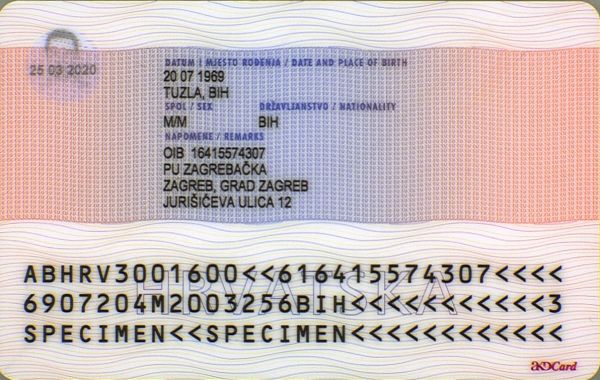 25 03 2020
DATUM I MJESTO ROĐENJA / DATE AND PLACE OF BIRTH
20 07 1969
TUZLA, BIH
SPOL / SEX DRŽAVLJANSTVO / NATIONALITY
M/M BIH
NAPOMENE / REMARKS
OIB 16415574307
PU ZAGREBAČKA
ZAGREB, GRAD ZAGREB
JURIŠIĆEVA ULICA 12
HRVATSKA
ABHRV3001600<<616415574307<<<<
6907204M2003256BIH<<<<<<<<<<<3
SPECIMEN<<SPECIMEN<<<<<<<<<<<<
AKDCard